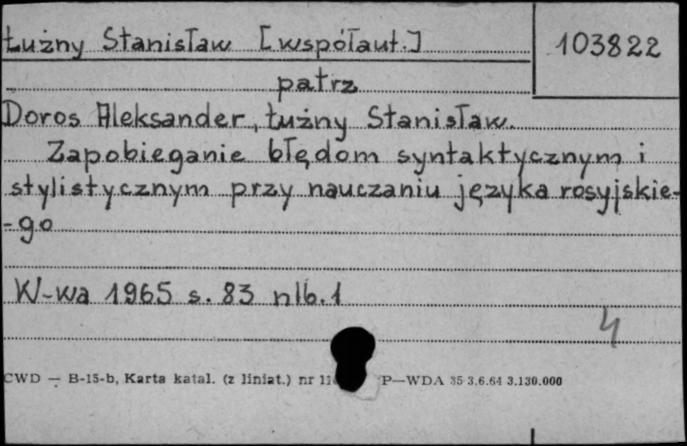 Łużny Stanisław [współaut.]
103822
patrz
Doros Aleksander, Łużny Stanisław.
Zapobieganie błędom syntaktycznym i
stylistycznym przy nauczaniu języka rosyjskie-
-go
W-wa 1965 s. 83 nlb. 1
4
CWD — B-15-b, Karta katal. (z liniat.) nr 11 P—WDA 35 3.6.64 3.130.000